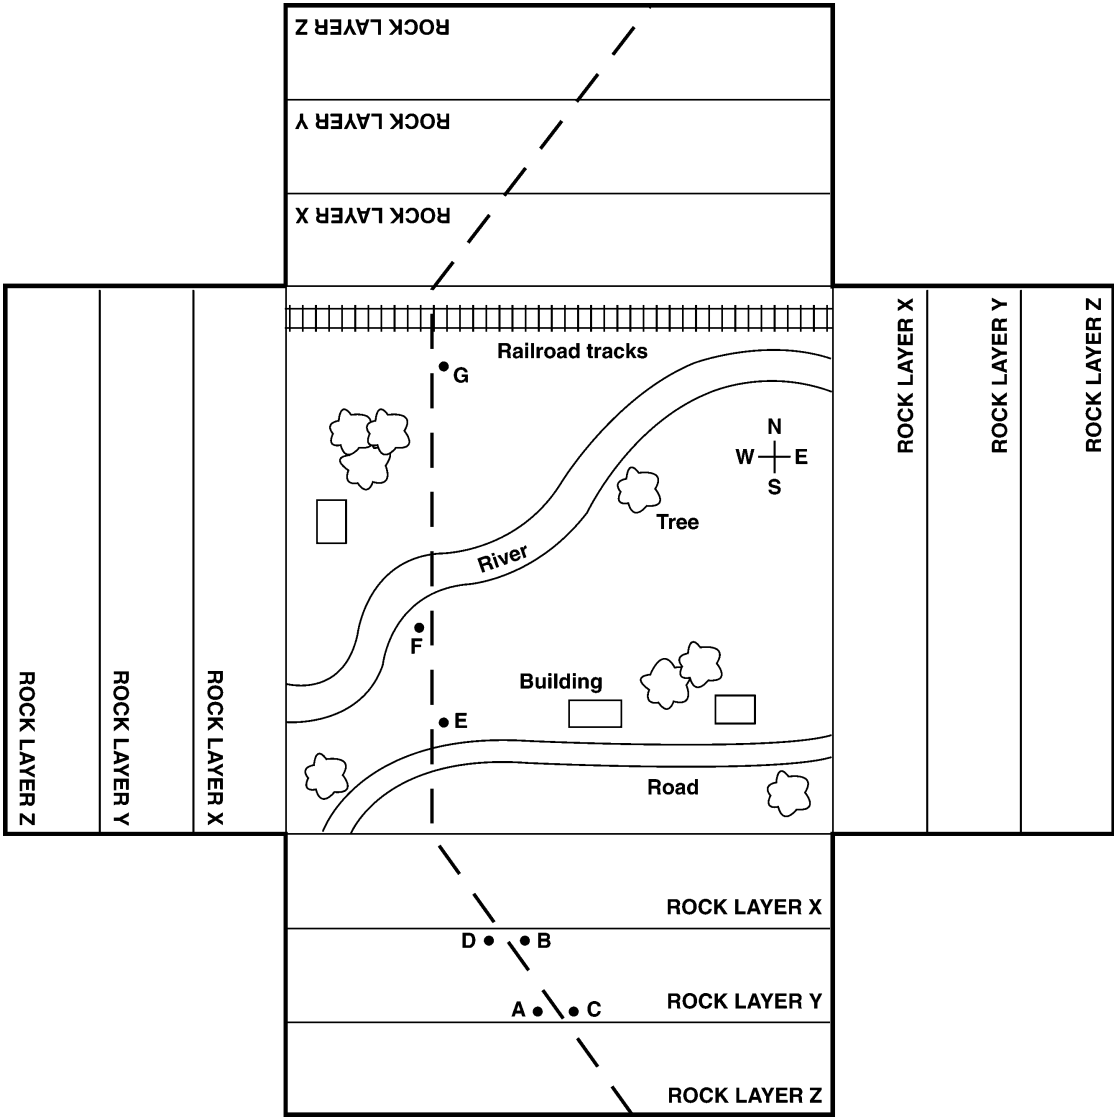 ROCK LAYER Z
ROCK LAYER Y
ROCK LAYER X
Railroad tracks
G
N
W E
S
Tree
River
F
Building
E
Road
ROCK LAYER Z
ROCK LAYER Y
ROCK LAYER X
ROCK LAYER X
ROCK LAYER Y
ROCK LAYER Z
ROCK LAYER X
D B
ROCK LAYER Y
A C
ROCK LAYER Z